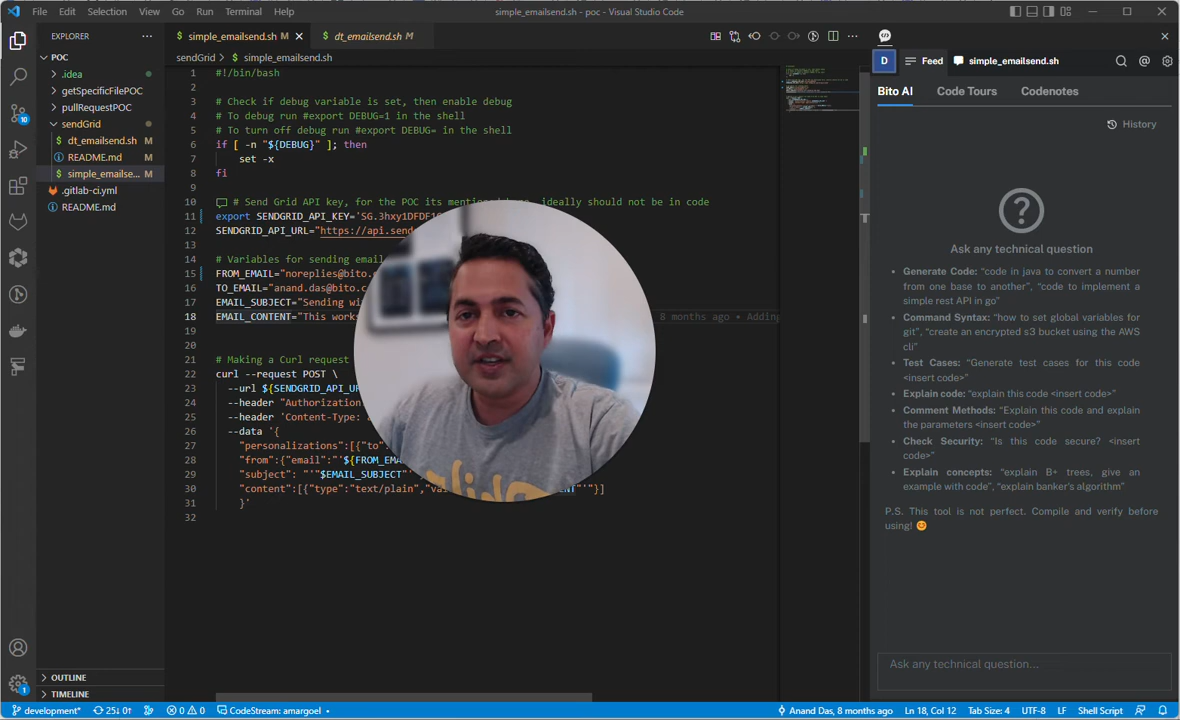 File Edit Selection View Go Run Terminal Help
simple_emailsend.sh - poc - Visual Studio Code
EXPLORER
POC
.idea
getSpecificFilePOC
pullRequestPOC
sendGrid
$ dt_emailsend.sh M
README.md M
$ simple_emailse... M
.gitlab-ci.yml
README.md
OUTLINE
TIMELINE
10
1
$ simple_emailsend.sh M
$ dt_emailsend.sh M
sendGrid > $ simple_emailsend.sh
1 #!/bin/bash
2
3 # Check if debug variable is set, then enable debug
4 # To debug run #export DEBUG=1 in the shell
5 # To turn off debug run #export DEBUG= in the shell
6 if [ -n "${DEBUG}" ]; then
7 set -x
8 fi
9
10 # Send Grid API key, for the POC its ideally should not be in code
11 export SENDGRID_API_KEY='SG.3hxy1DFDF
12 SENDGRID_API_URL="https://api.send
13
14 # Variables for sending email
15 FROM_EMAIL="noreplies@bito.
16 TO_EMAIL="anand.das@bito.
17 EMAIL_SUBJECT="Sending wi
18 EMAIL_CONTENT="This works 8 months ago • Adding
19
20
21 # Making a Curl request
22 curl --request POST \
23 --url ${SENDGRID_API_UR
24 --header "Authorization
25 --header 'Content-Type:
26 --data '{
27 "personalizations":[{"to"
28 "from":{"email":"'${FROM_EMA
29 "subject": "'"$EMAIL_SUBJECT"'
30 "content":[{"type":"text/plain","va ENT"'"}]
31 }'
32
D Feed simple_emailsend.sh
Bito AI Code Tours Codenotes
History
?
Ask any technical question
• Generate Code: “code in java to convert a number
from one base to another”, “code to implement a
simple rest API in go”
• Command Syntax: “how to set global variables for
git”, “create an encrypted s3 bucket using the AWS
cli”
• Test Cases: “Generate test cases for this code
<insert code>”
• Explain code: “explain this code <insert code>”
• Comment Methods: “Explain this code and explain
the parameters <insert code>”
• Check Security: “Is this code secure? <insert
code>”
• Explain concepts: “explain B+ trees, give an
example with code”, “explain banker's algorithm”
P.S. This tool is not perfect. Compile and verify before
using! 😊
Ask any technical question...
development* 25↓ 0↑ 0 0 CodeStream: amargoel • Anand Das, 8 months ago Ln 18, Col 12 Tab Size: 4 UTF-8 LF Shell Script